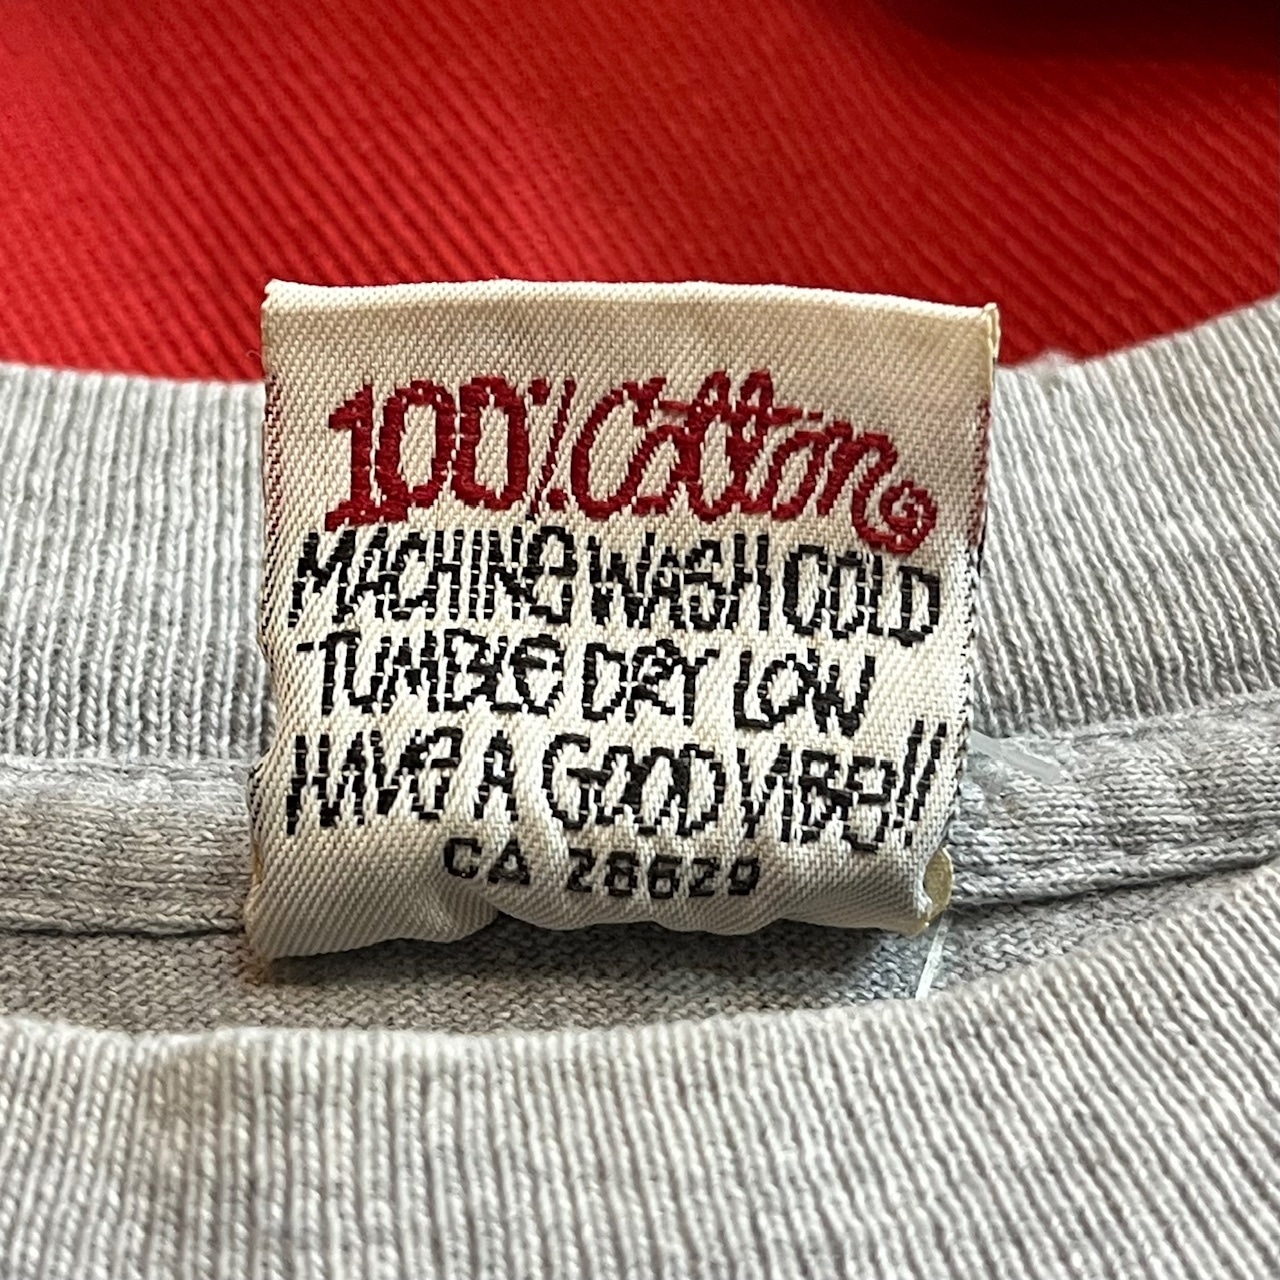 100% Cotton
MACHINE WASH COLD
TUMBLE DRY LOW
HAVE A GOOD VIBE!!
CA 28629